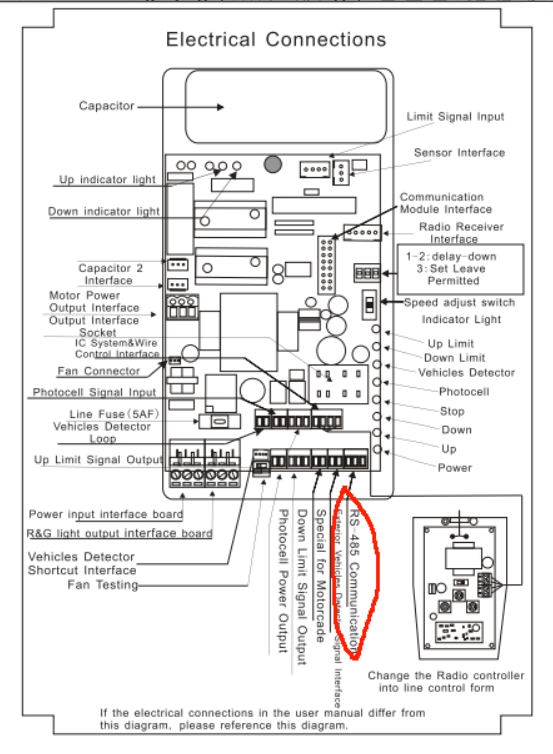 Electrical Connections
Capacitor
Limit Signal Input
Sensor Interface
Up indicator light
Down indicator light
Communication
Module Interface
Radio Receiver
Interface
1-2:delay-down
3:Set Leave
Permitted
Capacitor 2
Interface
Motor Power
Output Interface
Output Interface
Socket
IC System&Wire
Control Interface
Fan Connector
Photocell Signal Input
Line Fuse(5AF)
Vehicles Detector
Loop
Up Limit Signal Output
Speed adjust switch
Indicator Light
Up Limit
Down Limit
Vehicles Detector
Photocell
Stop
Down
Up
Power
Power input interface board
R&G light output interface board
Vehicles Detector
Shortcut Interface
Fan Testing
Photocell Power Output
Down Limit Signal Output
Special for Motorcade
Exterior Vehicles Detector Signal Interface
RS-485 Communication
Change the Radio controller
into line control form
If the electrical connections in the user manual differ from
this diagram, please reference this diagram.